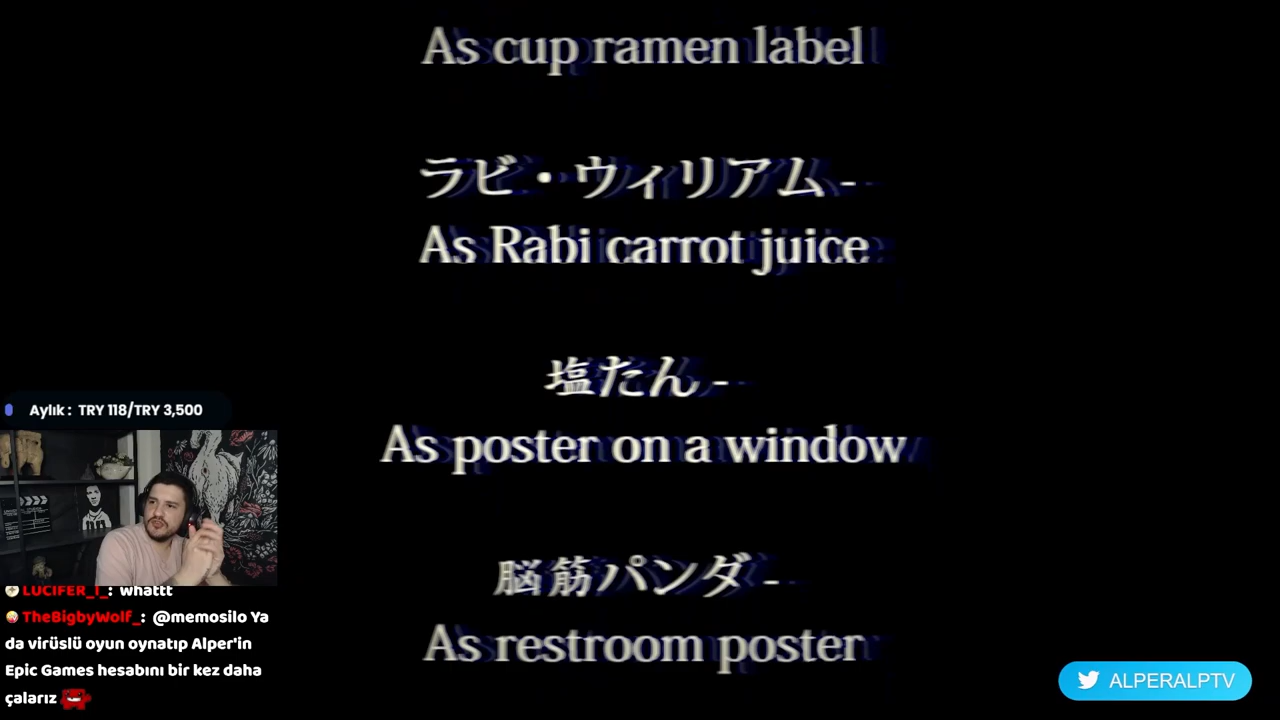 As cup ramen label
ラビ・ウィリアム -
As Rabi carrot juice
塩たん -
As poster on a window
脳筋パンダ -
As restroom poster
Aylık : TRY 118/TRY 3,500
LUCIFER_I_: whattt
TheBigbyWolf_: @memosilo Ya
da virüslü oyun oynatıp Alper'in
Epic Games hesabını bir kez daha
çalarız
ALPERALPTV